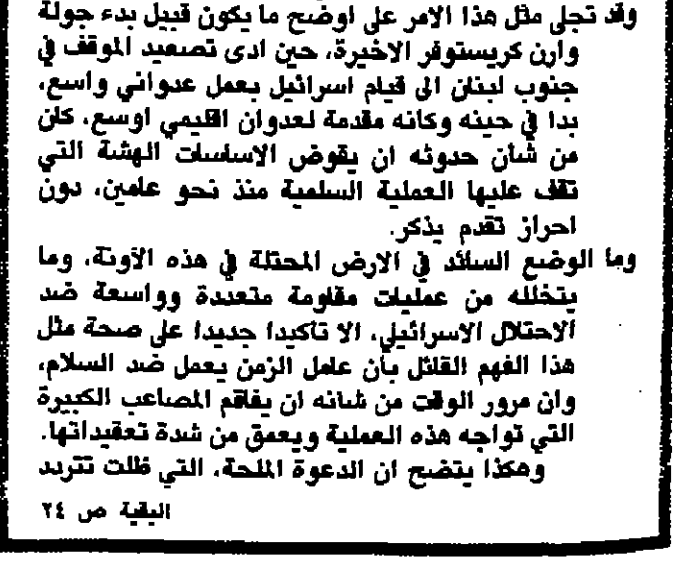 وقد تجلى مثل هذا الامر على اوضح ما يكون قبيل بدء جولة
وارن كريستوفر الاخيرة، حين ادى تصعيد الموقف في
جنوب لبنان الى قيام اسرائيل بعمل عدواني واسع،
بدا في حينه وكانه مقدمة لعدوان اقليمي اوسع، كان
من شأن حدوثه ان يقوض الاساسات الهشة التي
تقف عليها العملية السلمية منذ نحو عامين، دون
احراز تقدم يذكر.
وما الوضع السائد في الارض المحتلة في هذه الآونة، وما
يتخلله من عمليات مقاومة متعددة وواسعة ضد
الاحتلال الاسرائيلي، الا تاكيدا جديدا على صحة مثل
هذا الفهم القائل بأن عامل الزمن يعمل ضد السلام،
وان مرور الوقت من شانه ان يفاقم المصاعب الكبيرة
التي تواجه هذه العملية ويعمق من شدة تعقيداتها.
وهكذا يتضح ان الدعوة الملحة، التي ظلت تتردد
البقية ص ٢٤